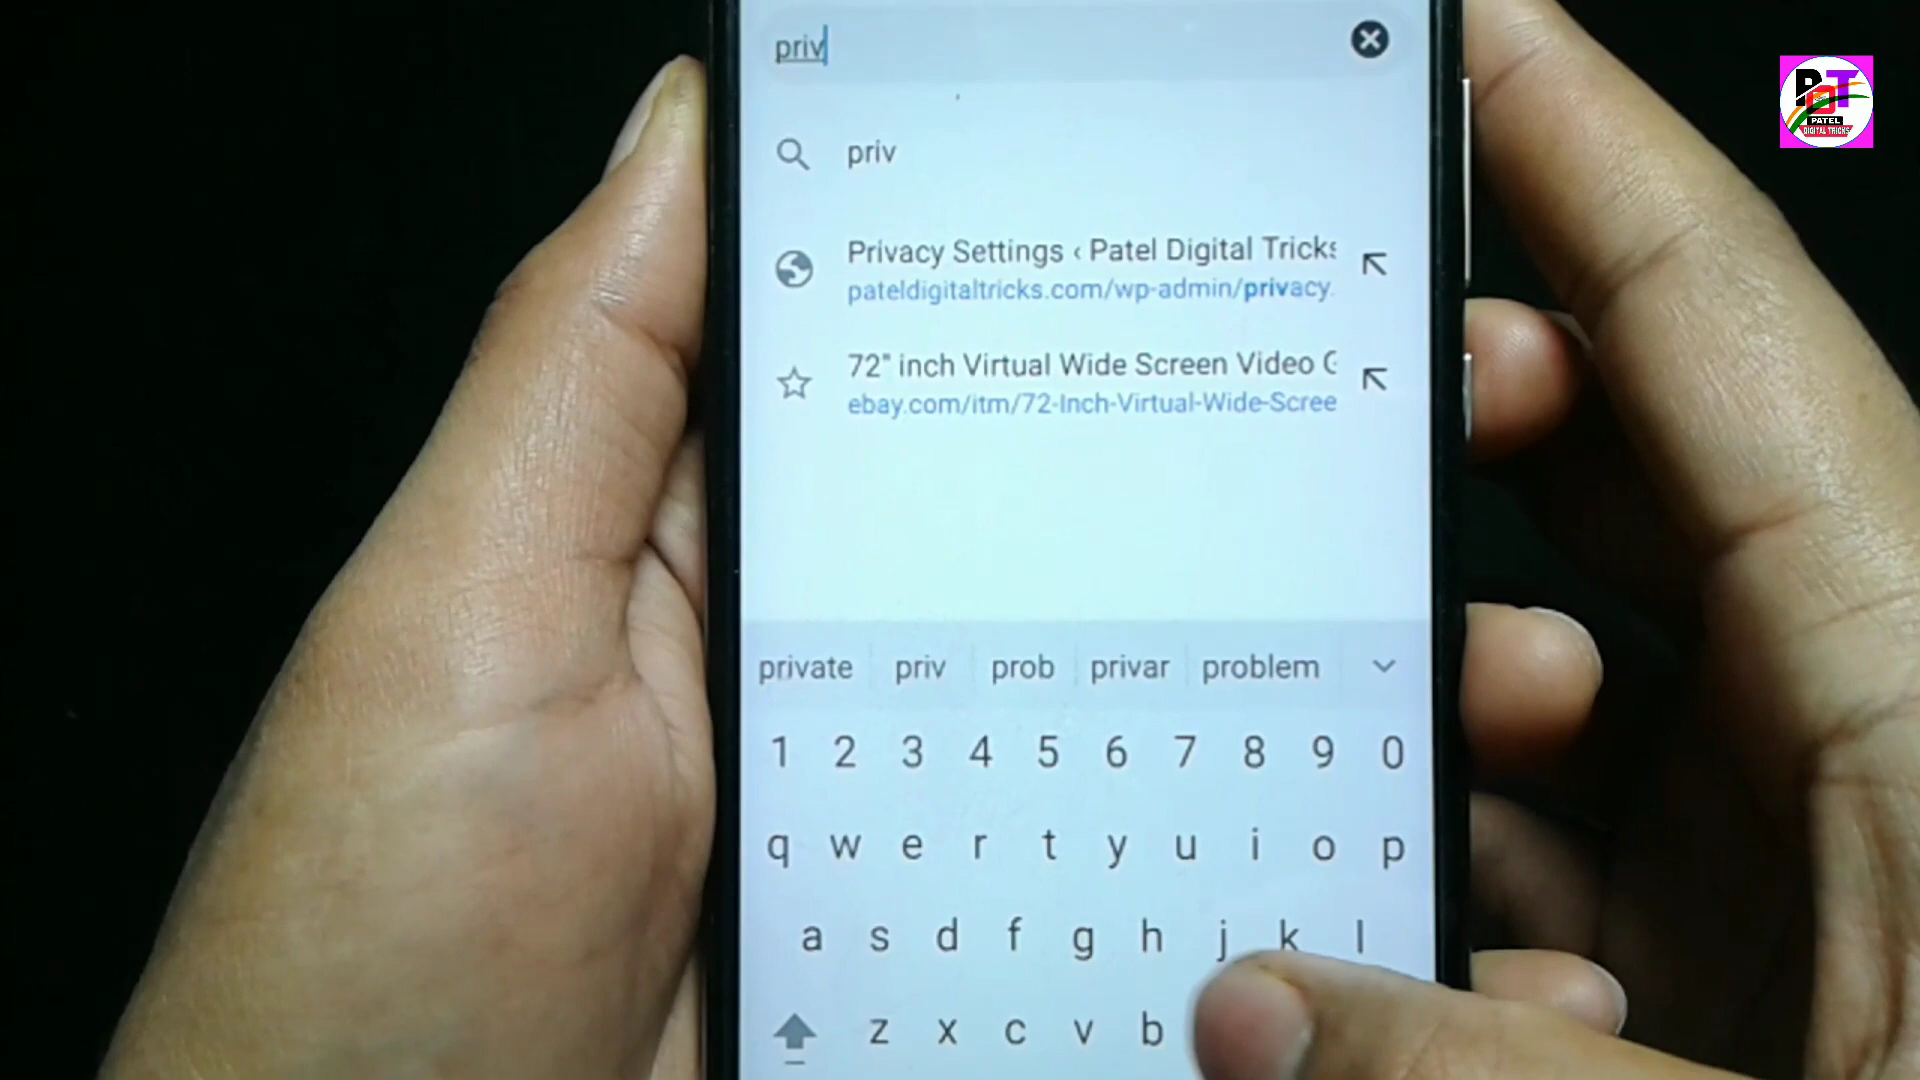 priv
priv
Privacy Settings ‹ Patel Digital Tricks
pateldigitaltricks.com/wp-admin/privacy.
72" inch Virtual Wide Screen Video G
ebay.com/itm/72-Inch-Virtual-Wide-Scree
private priv prob privar problem
1 2 3 4 5 6 7 8 9 0
q w e r t y u i o p
a s d f g h j k l
z x c v b
PDT
PATEL
DIGITAL TRICKS